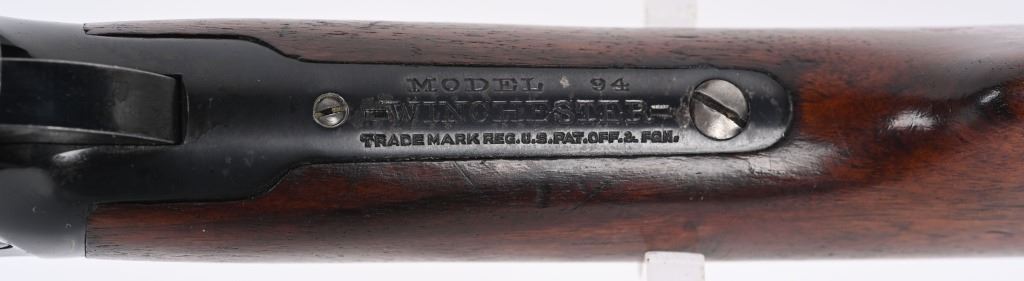 MODEL 94
-WINCHESTER-
TRADE MARK REG. U.S. PAT. OFF. & FGN.